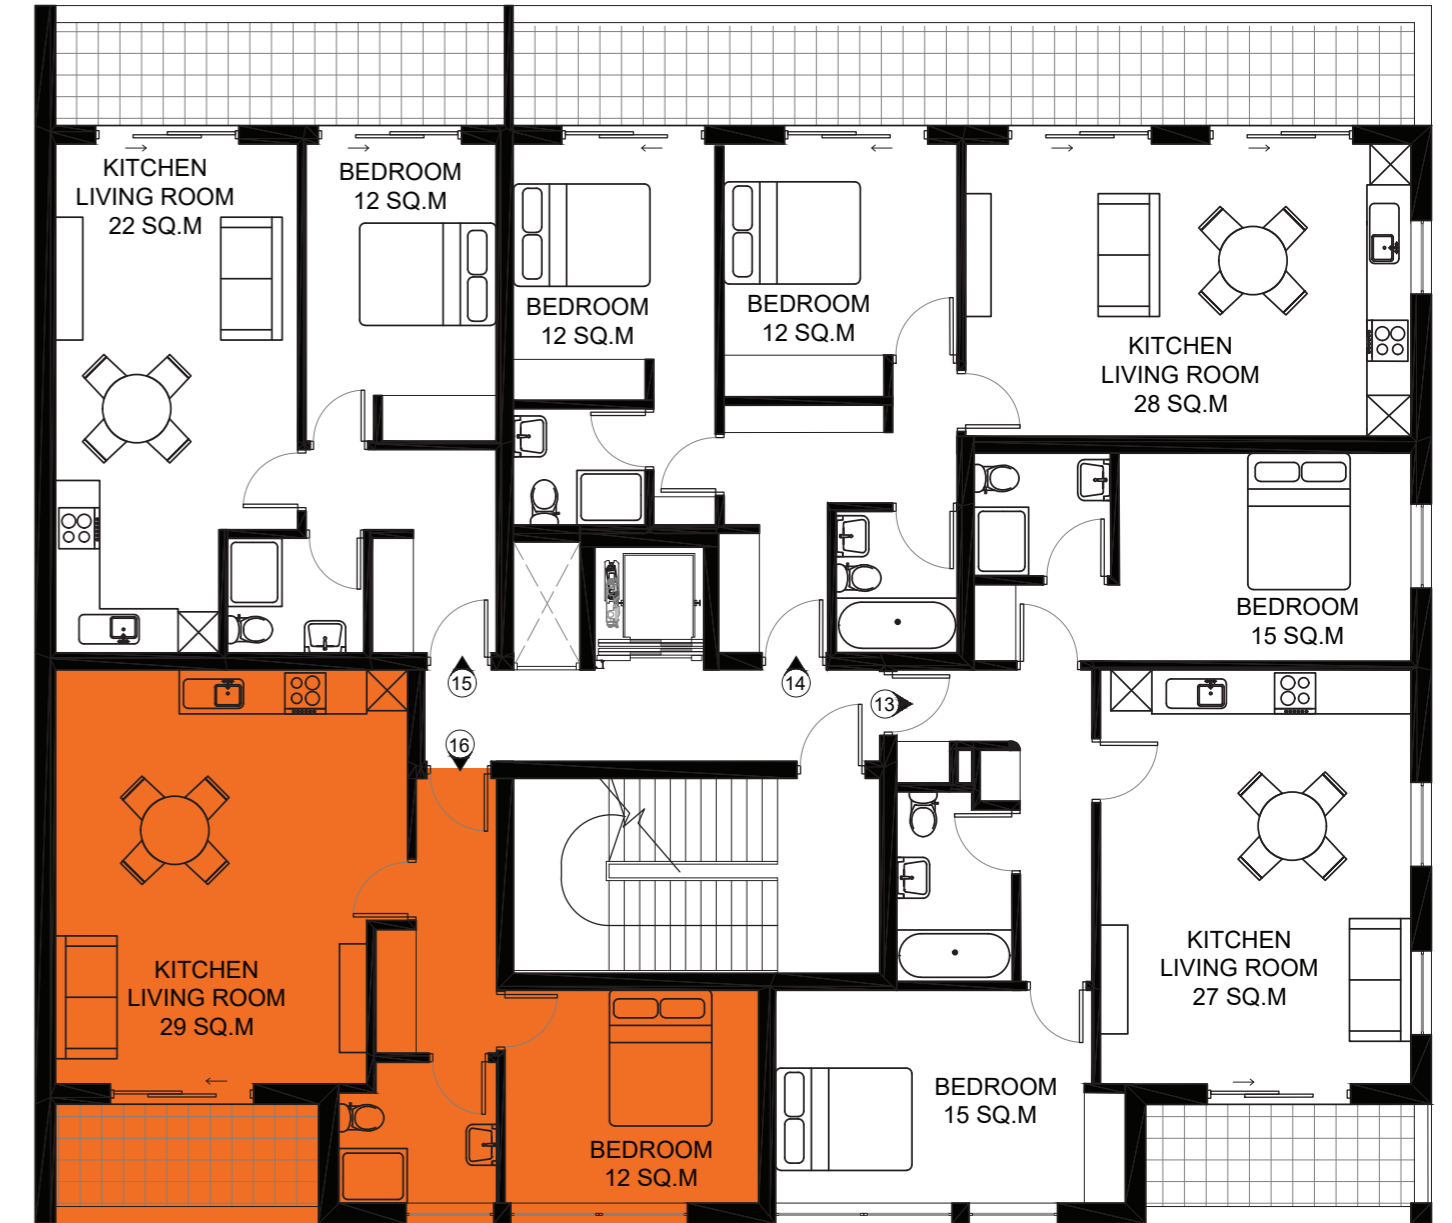 KITCHEN
LIVING ROOM
22 SQ.M
BEDROOM
12 SQ.M
BEDROOM
12 SQ.M
BEDROOM
12 SQ.M
KITCHEN
LIVING ROOM
28 SQ.M
BEDROOM
15 SQ.M
15
14
13
16
KITCHEN
LIVING ROOM
29 SQ.M
KITCHEN
LIVING ROOM
27 SQ.M
BEDROOM
12 SQ.M
BEDROOM
15 SQ.M